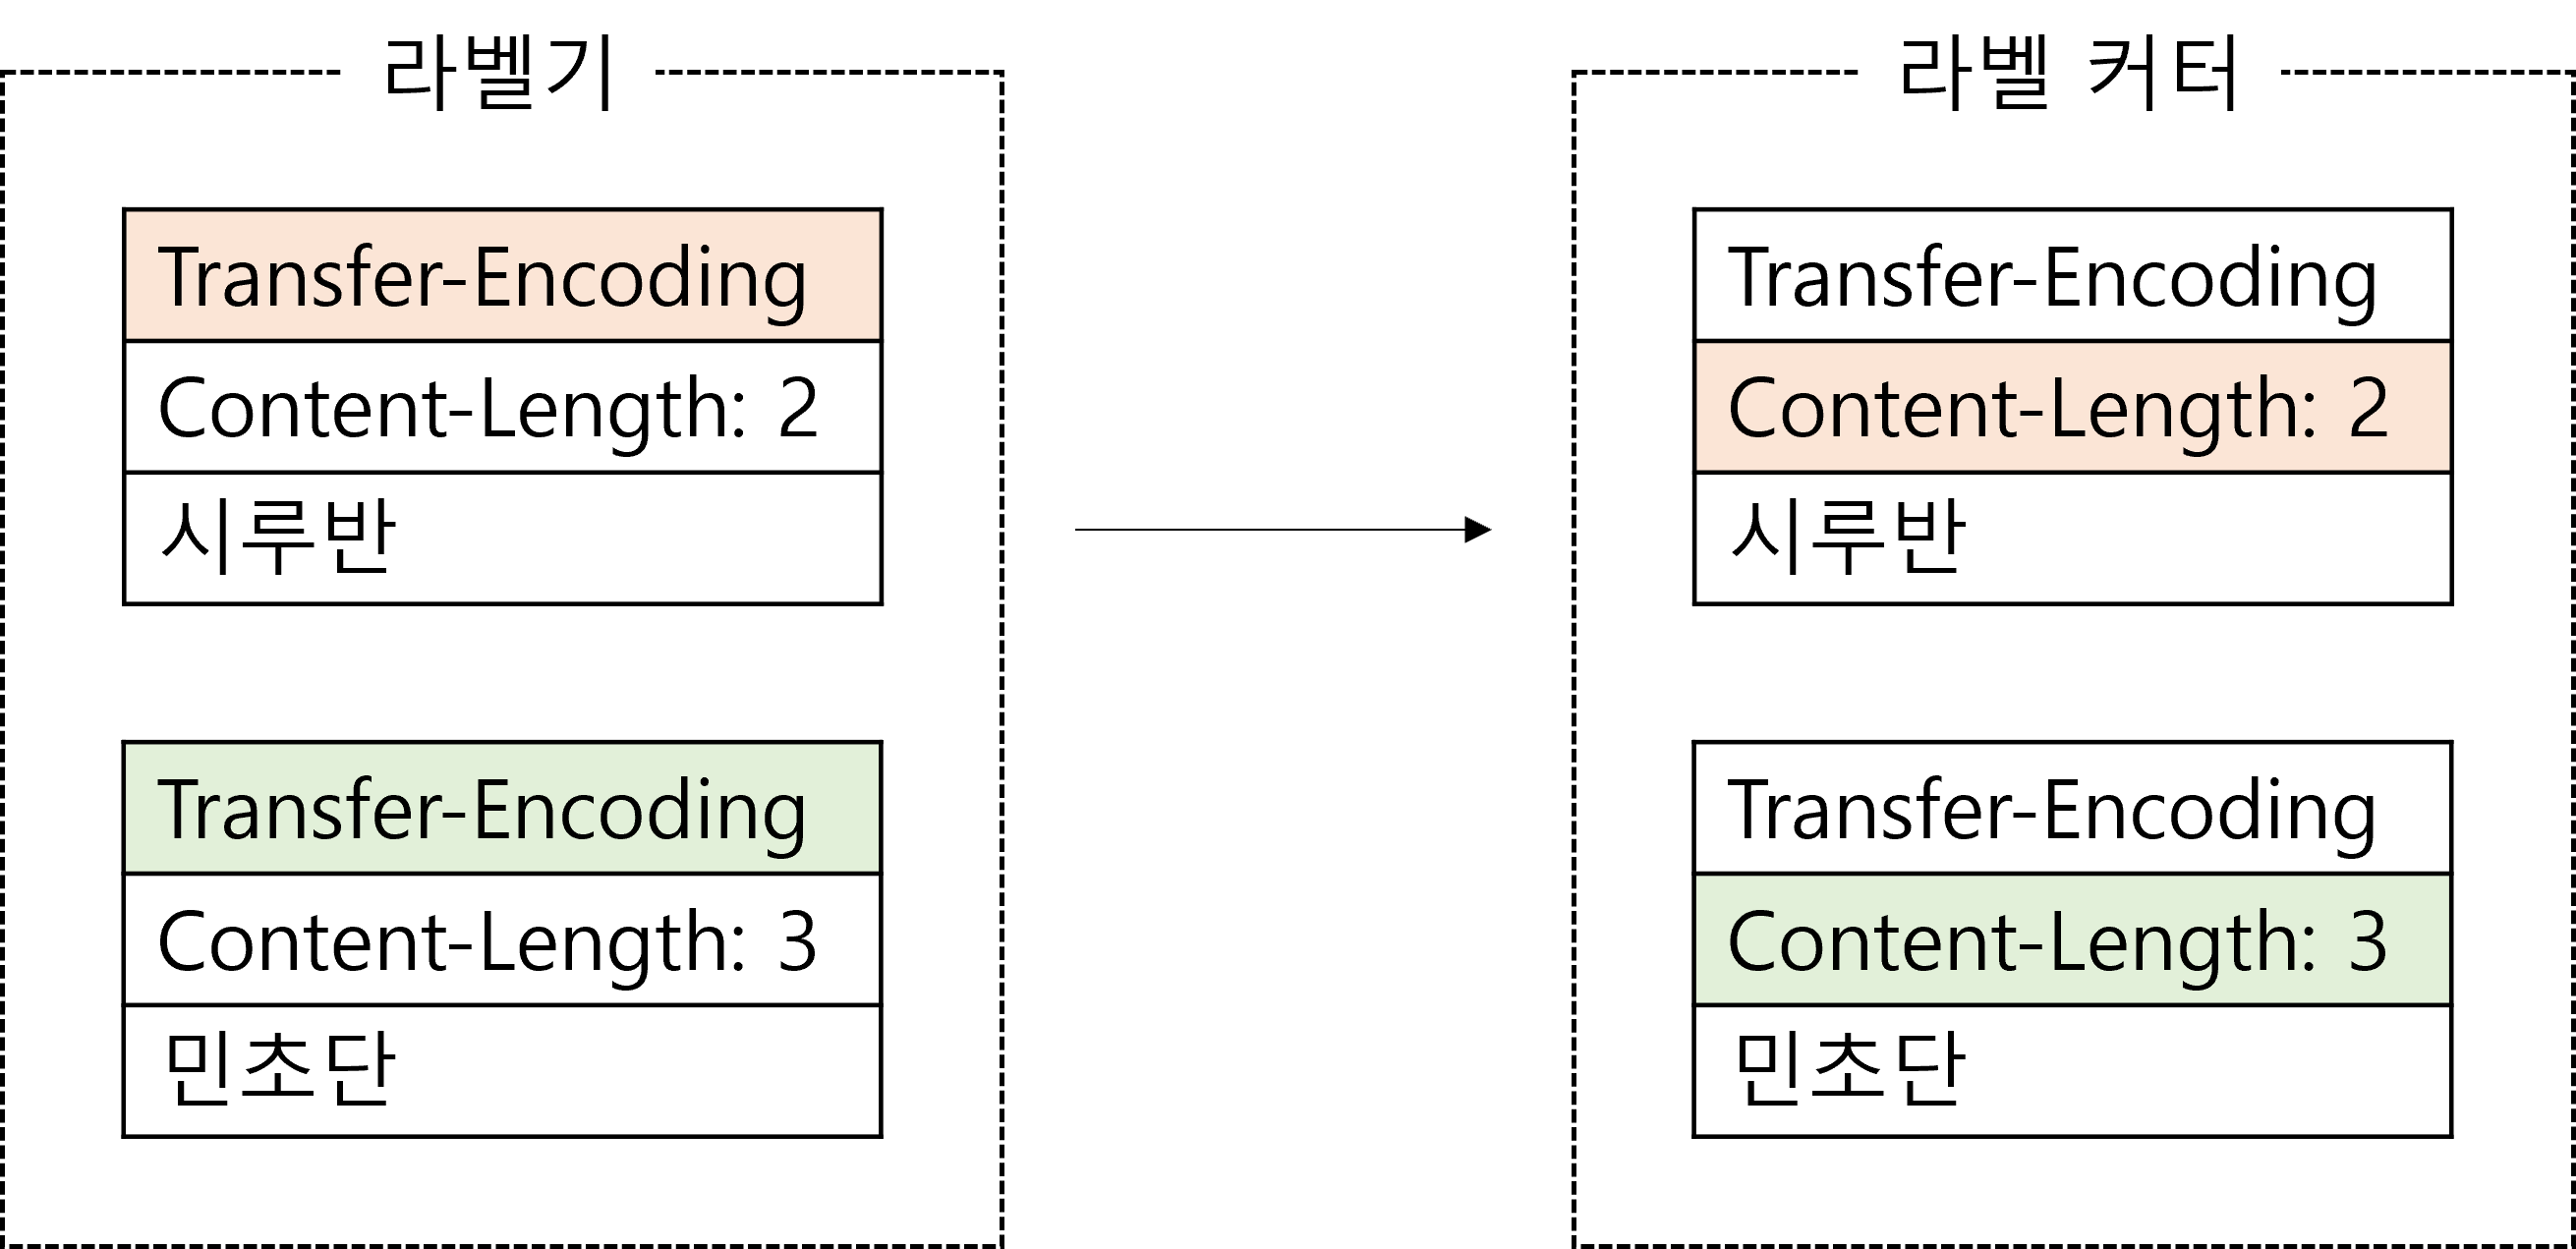 라벨기
Transfer-Encoding
Content-Length: 2
시루반
Transfer-Encoding
Content-Length: 3
민초단
라벨 커터
Transfer-Encoding
Content-Length: 2
시루반
Transfer-Encoding
Content-Length: 3
민초단